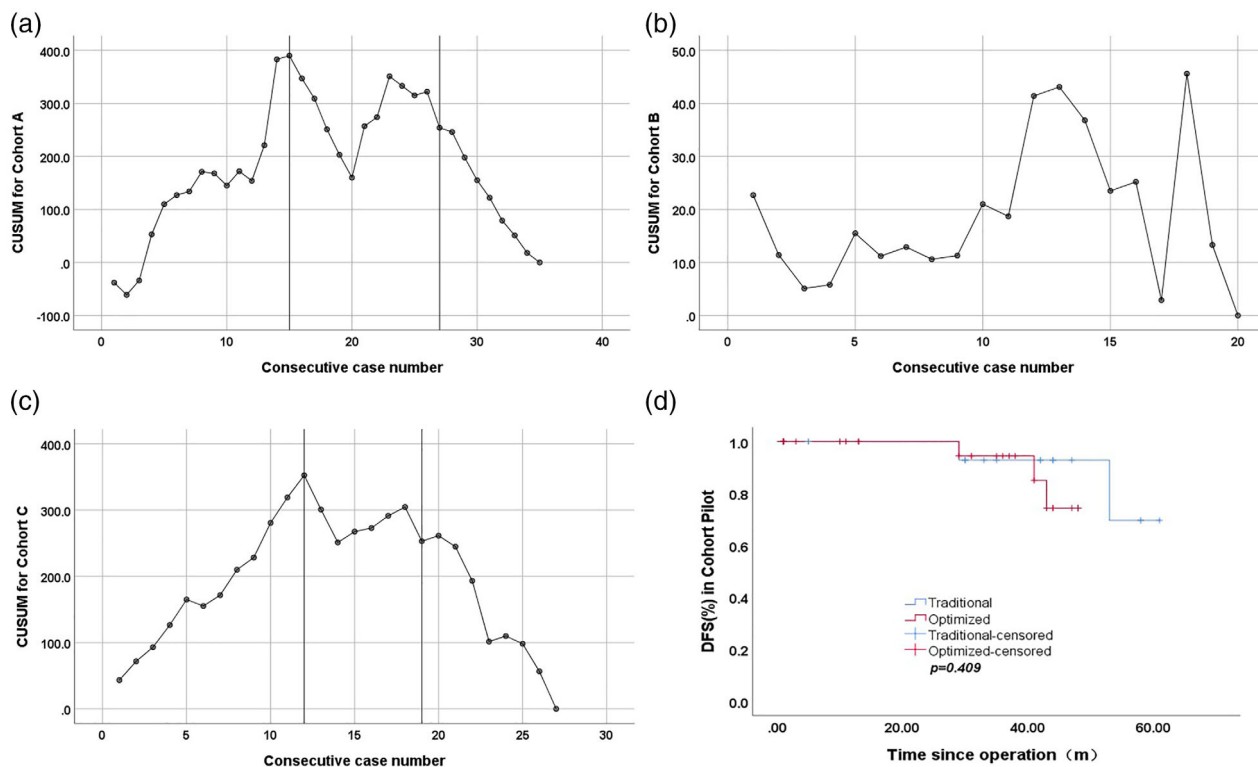 (a)
CUSUM for Cohort A
400.0
300.0
200.0
100.0
.0
-100.0
0
10
20
30
40
Consecutive case number
(b)
CUSUM for Cohort B
50.0
40.0
30.0
20.0
10.0
.0
0
5
10
15
20
Consecutive case number
(c)
CUSUM for Cohort C
400.0
300.0
200.0
100.0
.0
0
5
10
15
20
25
30
Consecutive case number
(d)
DFS(%) in Cohort Pilot
1.0
0.8
0.6
0.4
0.2
0.0
Traditional
Optimized
Traditional-censored
Optimized-censored
p=0.409
.00
20.00
40.00
60.00
Time since operation（m）